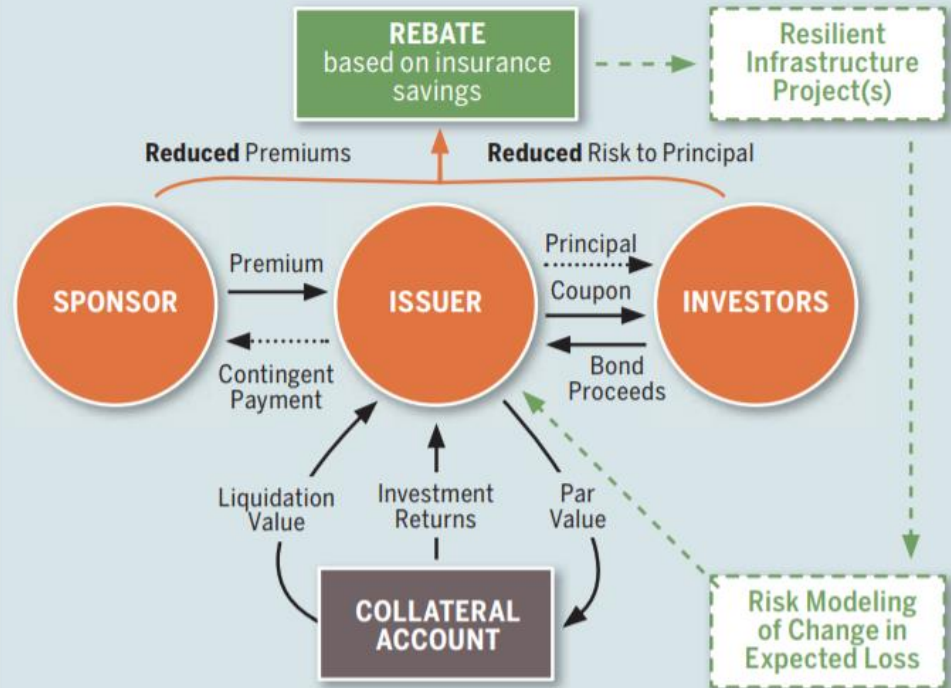 REBATE
based on insurance
savings
Resilient
Infrastructure
Project(s)
Reduced Premiums
Reduced Risk to Principal
SPONSOR
Premium
Contingent
Payment
ISSUER
Principal
Coupon
Bond
Proceeds
INVESTORS
Liquidation
Value
Investment
Returns
Par
Value
COLLATERAL
ACCOUNT
Risk Modeling
of Change in
Expected Loss